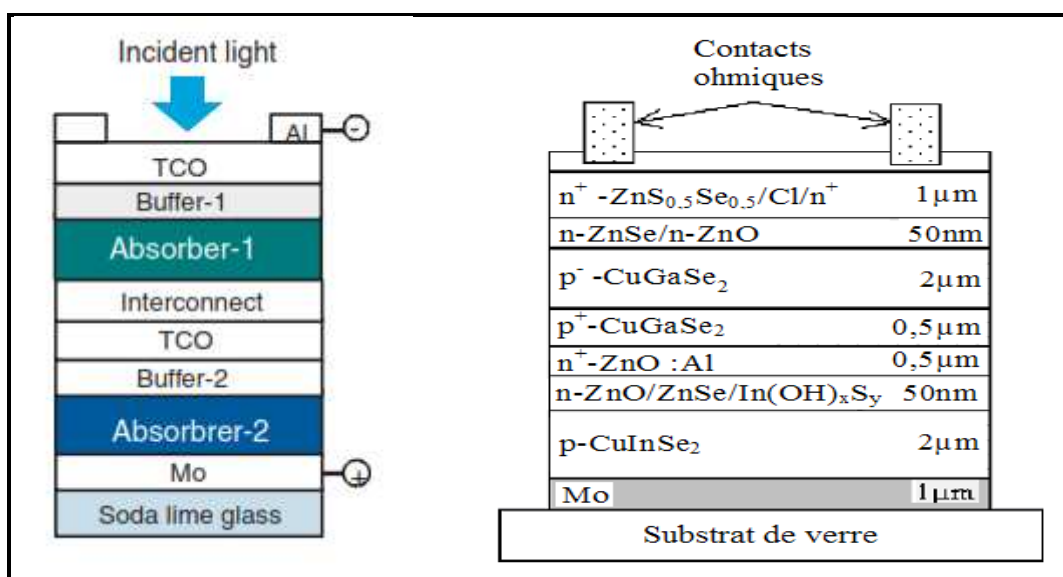 Incident light
Al
-
TCO
Buffer-1
Absorber-1
Interconnect
TCO
Buffer-2
Absorbrer-2
Mo
+
Soda lime glass
Contacts
ohmiques
n⁺ -ZnS₀,₅Se₀,₅/Cl/n⁺ 1µm
n-ZnSe/n-ZnO 50nm
p⁻ -CuGaSe₂ 2µm
p⁺-CuGaSe₂ 0,5µm
n⁺-ZnO :Al 0,5µm
n-ZnO/ZnSe/In(OH)ₓSᵧ 50nm
p-CuInSe₂ 2µm
Mo 1µm
Substrat de verre